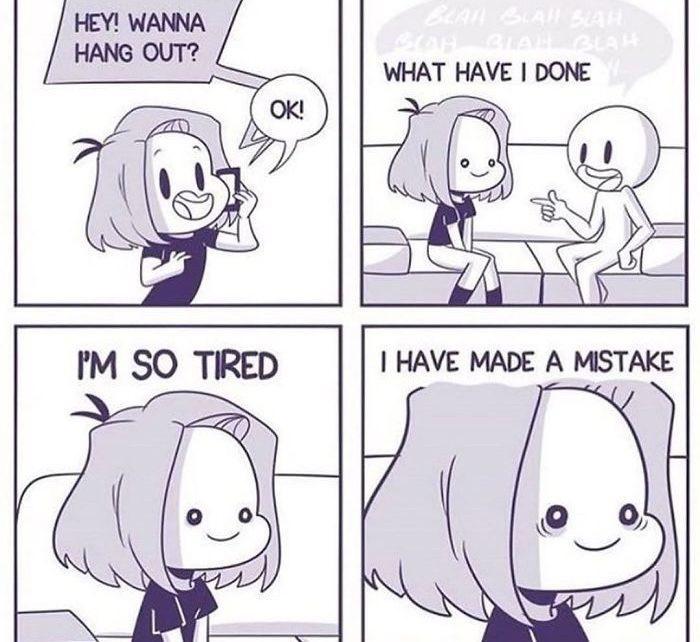 HEY! WANNA
HANG OUT?
OK!
BLAH BLAH BLAH
BLAH BLAH BLAH
WHAT HAVE I DONE
I'M SO TIRED
I HAVE MADE A MISTAKE